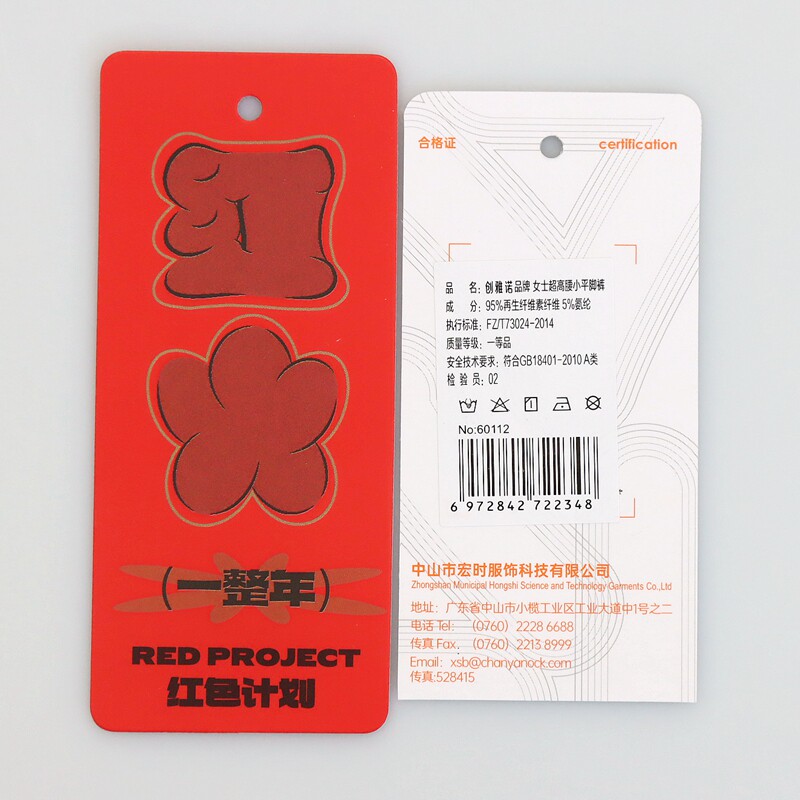 红
火
(一整年)
RED PROJECT
红色计划
合格证
certification
品 名: 创雅诺品牌 女士超高腰小平脚裤
成 分: 95%再生纤维素纤维 5%氨纶
执行标准: FZ/T73024-2014
质量等级: 一等品
安全技术要求: 符合GB18401-2010 A类
检 验 员: 02
No:60112
6 972842 722348
中山市宏时服饰科技有限公司
Zhongshan Municipal Hongshi Science and Technology Garments Co.,Ltd
地址: 广东省中山市小榄工业区工业大道中1号之二
电话 Tel: (0760) 2228 6688
传真 Fax. (0760) 2213 8999
Email: xsb@chanyanock.com
传真:528415